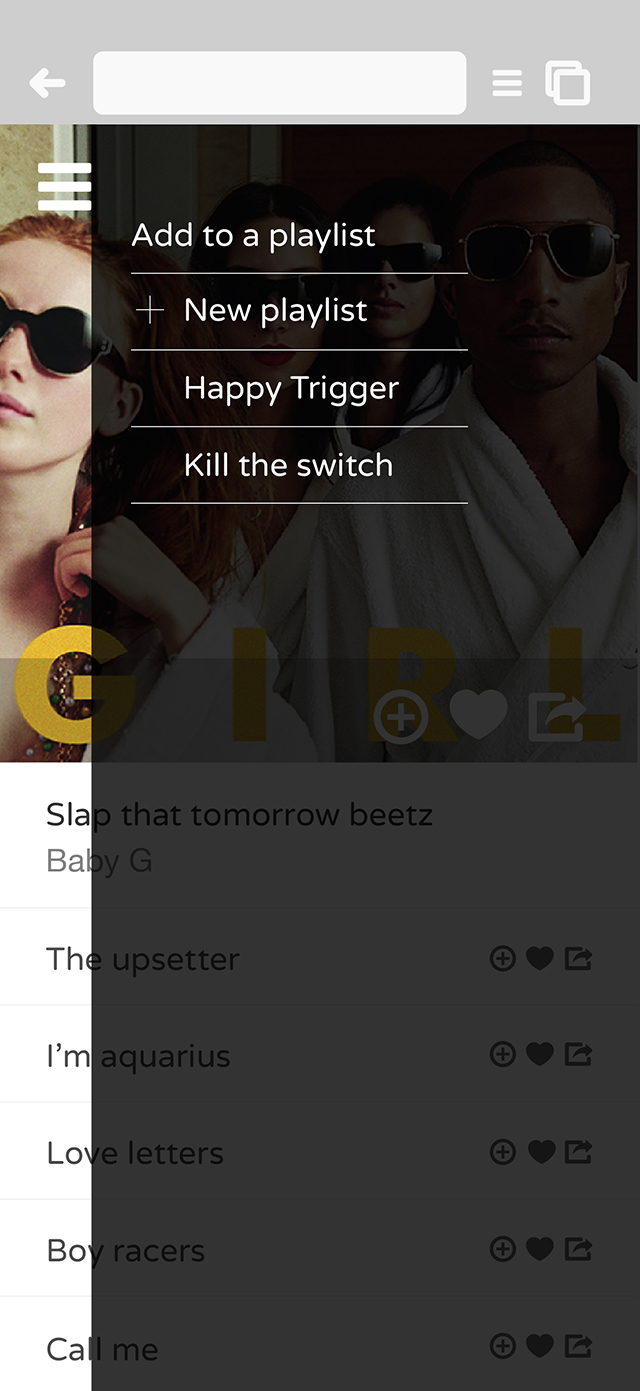 Add to a playlist
New playlist
Happy Trigger
Kill the switch
G I R L
Slap that tomorrow beetz
Baby G
The upsetter
I’m aquarius
Love letters
Boy racers
Call me